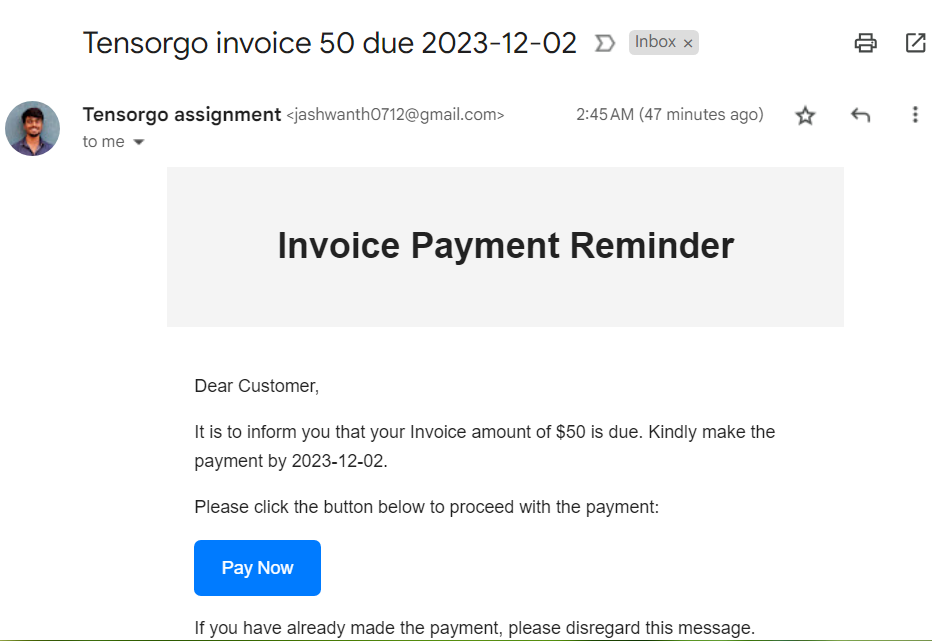 Tensorgo invoice 50 due 2023-12-02 Inbox ×
Tensorgo assignment <jashwanth0712@gmail.com> 2:45 AM (47 minutes ago)
to me
Invoice Payment Reminder
Dear Customer,
It is to inform you that your Invoice amount of $50 is due. Kindly make the
payment by 2023-12-02.
Please click the button below to proceed with the payment:
Pay Now
If you have already made the payment, please disregard this message.